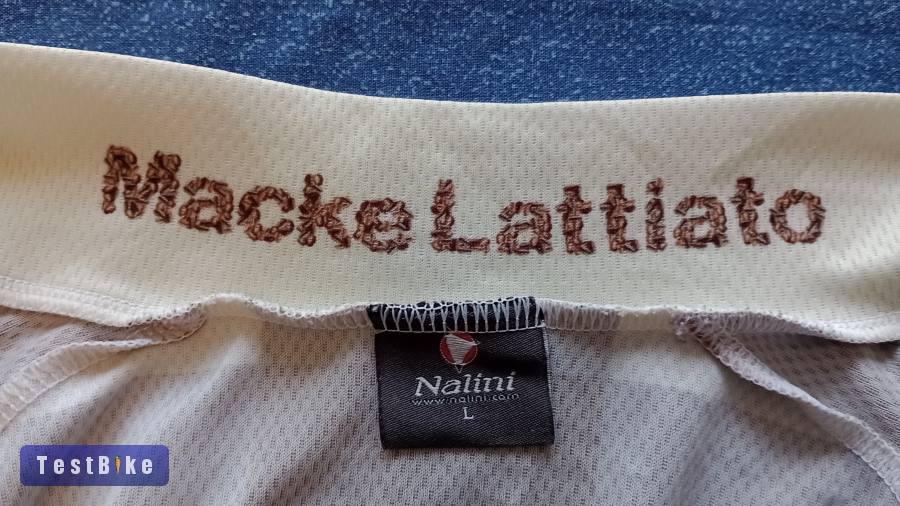 Macke Lattiato
Nalini
www.nalini.com
L
TestBike